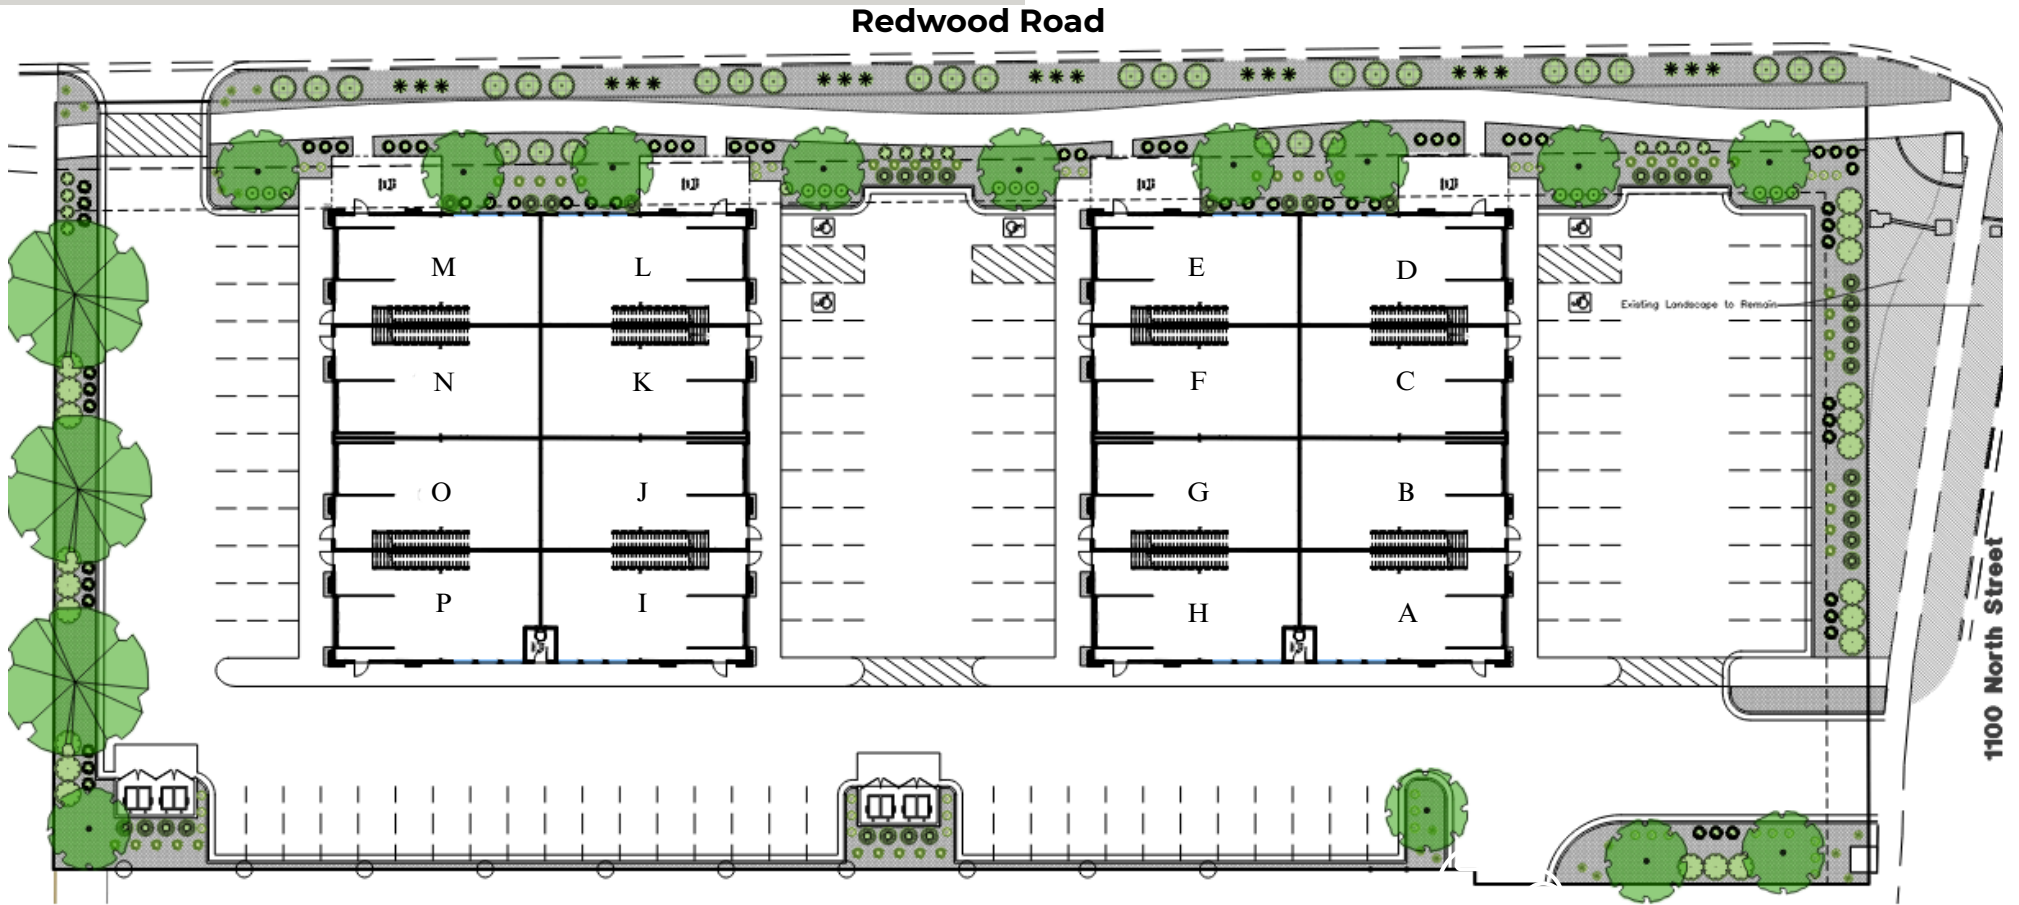 Redwood Road
M
L
E
D
Existing Landscape to Remain
N
K
F
C
O
J
G
B
P
I
H
A
1100 North Street